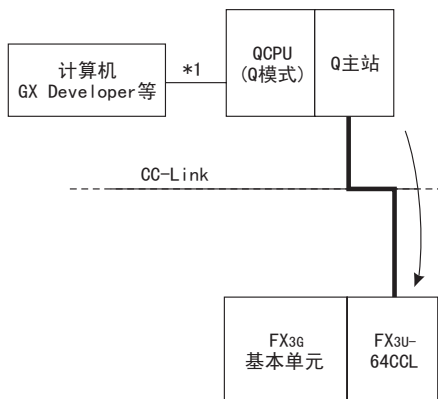 计算机
GX Developer等
*1
QCPU
(Q模式)
Q主站
CC-Link
FX3G
基本单元
FX3U-
64CCL